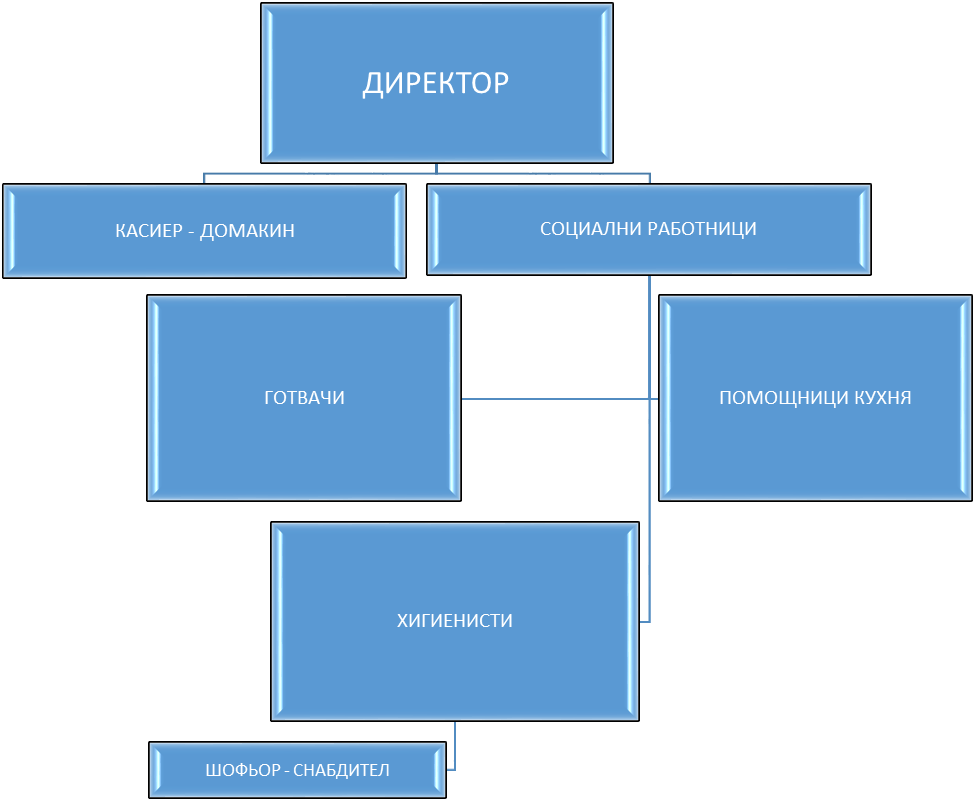 ДИРЕКТОР
КАСИЕР - ДОМАКИН
СОЦИАЛНИ РАБОТНИЦИ
ГОТВАЧИ
ПОМОЩНИЦИ КУХНЯ
ХИГИЕНИСТИ
ШОФЬОР - СНАБДИТЕЛ